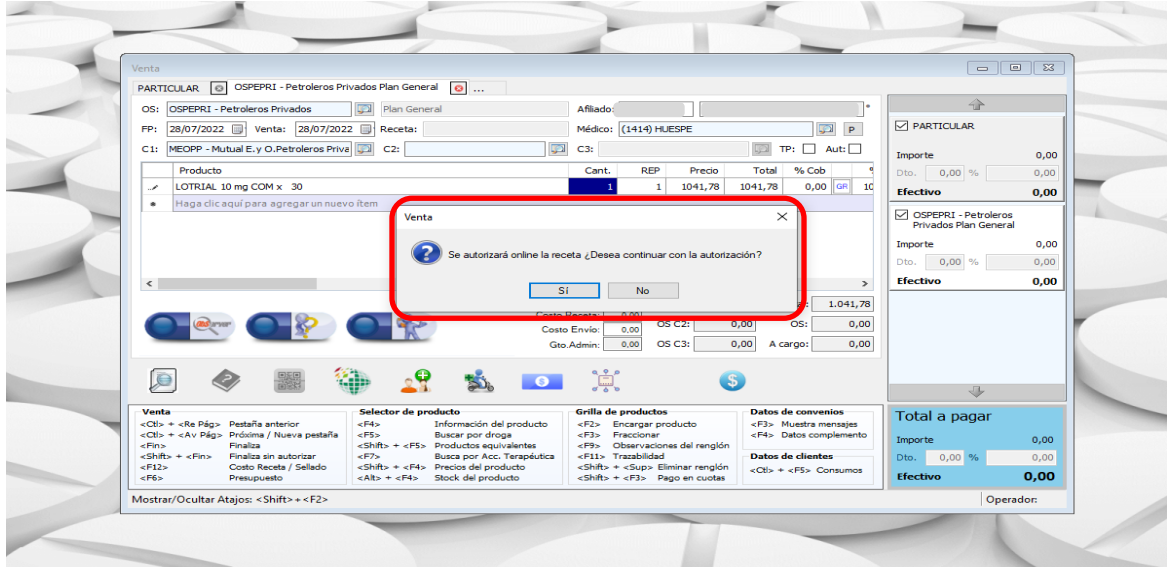 Venta
PARTICULAR OSPEPRI - Petroleros Privados Plan General ...
OS: OSPEPRI - Petroleros Privados Plan General Afiliado:
FP: 28/07/2022 Venta: 28/07/2022 Receta: Médico: (1414) HUESPE P
C1: MEOPP - Mutual E.y O.Petroleros Priva C2: C3: TP: Aut:
Producto Cant. REP Precio Total % Cob %
LOTRIAL 10 mg COM x 30 1 1 1041,78 1041,78 0,00 GR 10
* Haga clic aquí para agregar un nuevo ítem
Venta
Se autorizará online la receta ¿Desea continuar con la autorización?
Sí No
1.041,78
Costo Receta: 0,00
Costo Envío: 0,00 OS C2: 0,00 OS: 0,00
Gto.Admin: 0,00 OS C3: 0,00 A cargo: 0,00
PARTICULAR
Importe 0,00
Dto. 0,00 % 0,00
Efectivo 0,00
OSPEPRI - Petroleros
Privados Plan General
Importe 0,00
Dto. 0,00 % 0,00
Efectivo 0,00
Venta
<Ctl> + <Re Pág> Pestaña anterior
<Ctl> + <Av Pág> Próxima / Nueva pestaña
<Fin> Finaliza
<Shift> + <Fin> Finaliza sin autorizar
<F12> Costo Receta / Sellado
<F6> Presupuesto
Selector de producto
<F4> Información del producto
<F5> Buscar por droga
<Shift> + <F5> Productos equivalentes
<F7> Busca por Acc. Terapéutica
<Shift> + <F4> Precios del producto
<Alt> + <F4> Stock del producto
Grilla de productos
<F2> Encargar producto
<F3> Fraccionar
<F9> Observaciones del renglón
<F11> Trazabilidad
<Shift> + <Sup> Eliminar renglón
<Shift> + <F3> Pago en cuotas
Datos de convenios
<F3> Muestra mensajes
<F4> Datos complemento
Datos de clientes
<Ctl> + <F5> Consumos
Total a pagar
Importe 0,00
Dto. 0,00 % 0,00
Efectivo 0,00
Mostrar/Ocultar Atajos: <Shift>+<F2> Operador: